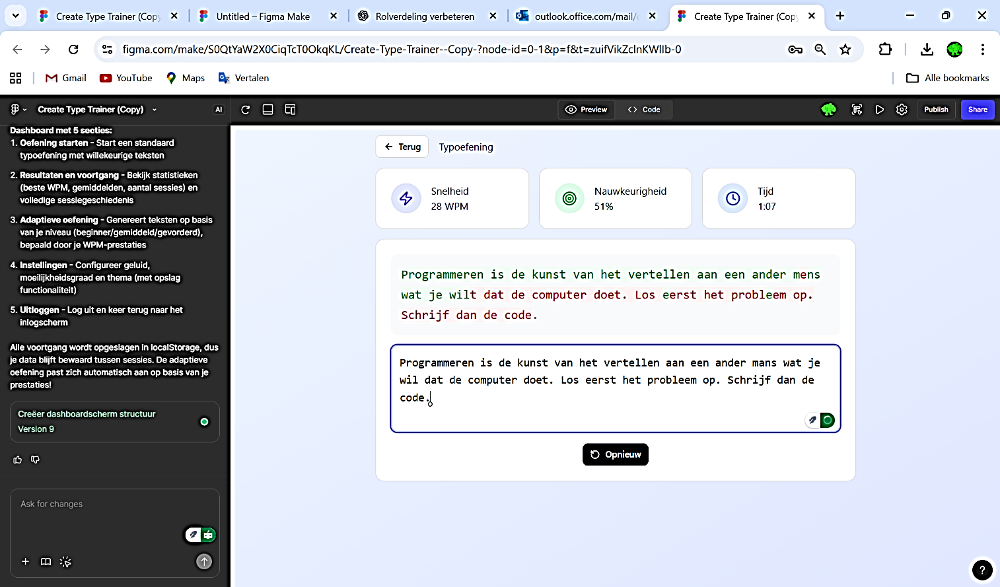 Create Type Trainer (Cop
Untitled – Figma Make
Rolverdeling verbeteren
outlook.office.com/mail/
Create Type Trainer (Cop
figma.com/make/S0QtYaW2X0CiqTcT0OkqKL/Create-Type-Trainer--Copy-?node-id=0-1&p=f&t=zuifVikZclnKWlIb-0
Gmail
YouTube
Maps
Vertalen
Alle bookmarks
Create Type Trainer (Copy)
AI
Preview
Code
Publish
Share
Dashboard met 5 secties:
1. Oefening starten - Start een standaard
typoefening met willekeurige teksten
2. Resultaten en voortgang - Bekijk statistieken
(beste WPM, gemiddelden, aantal sessies) en
volledige sessiegeschiedenis
3. Adaptieve oefening - Genereert teksten op basis
van je niveau (beginner/gemiddeld/gevorderd),
bepaald door je WPM-prestaties
4. Instellingen - Configureer geluid,
moeilijkheidsgraad en thema (met opslag
functionaliteit)
5. Uitloggen - Log uit en keer terug naar het
inlogscherm
Alle voortgang wordt opgeslagen in localStorage, dus
je data blijft bewaard tussen sessies. De adaptieve
oefening past zich automatisch aan op basis van je
prestaties!
Creëer dashboardscherm structuur
Version 9
Ask for changes
Terug
Typoefening
Snelheid
28 WPM
Nauwkeurigheid
51%
Tijd
1:07
Programmeren is de kunst van het vertellen aan een ander mens
wat je wilt dat de computer doet. Los eerst het probleem op.
Schrijf dan de code.
Programmeren is de kunst van het vertellen aan een ander mans wat je
wil dat de computer doet. Los eerst het probleem op. Schrijf dan de
code.
Opnieuw
?